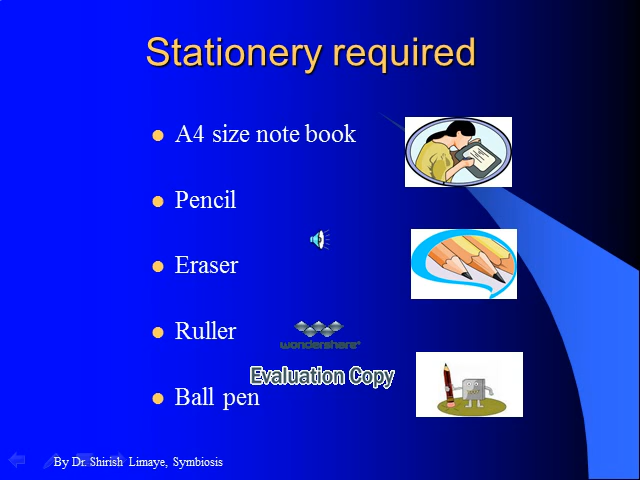 Stationery required
A4 size note book
Pencil
Eraser
Ruller
wondershare
Evaluation Copy
Ball pen
By Dr. Shirish Limaye, Symbiosis